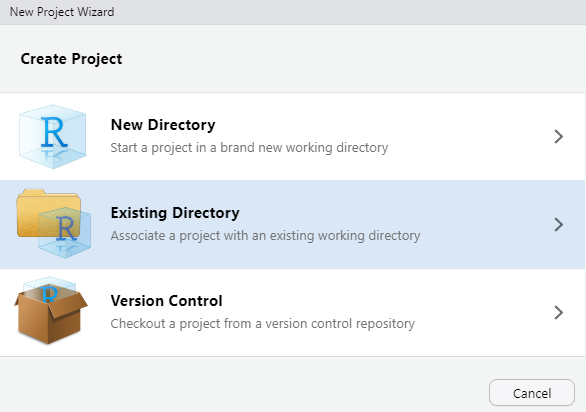 New Project Wizard
Create Project
R
New Directory
Start a project in a brand new working directory
R
Existing Directory
Associate a project with an existing working directory
R
Version Control
Checkout a project from a version control repository
Cancel